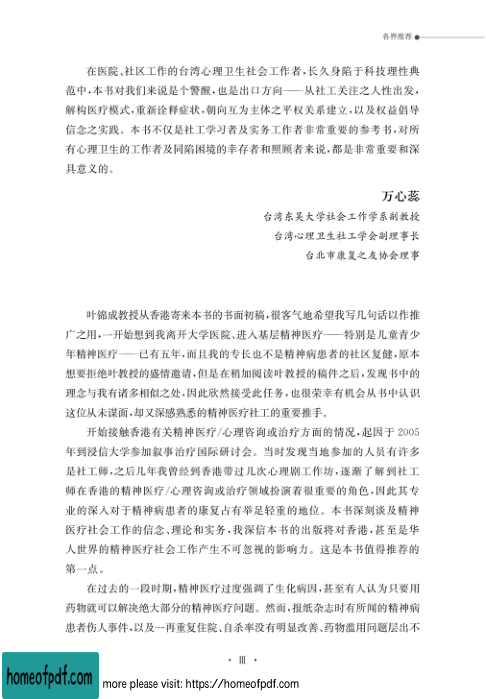 各界推荐
在医院、社区工作的台湾心理卫生社会工作者，长久身陷于科技理性典
范中，本书对我们来说是个警醒，也是出口方向——从社工关注之人性出发，
解构医疗模式，重新诠释症状，朝向互为主体之平权关系建立，以及权益倡导
信念之实践。本书不仅是社工学习者及实务工作者非常重要的参考书，对所
有心理卫生的工作者及同陷困境的幸存者和照顾者来说，都是非常重要和深
具意义的。
万心蕊
台湾东吴大学社会工作学系副教授
台湾心理卫生社工学会副理事长
台北市康复之友协会理事
叶锦成教授从香港寄来本书的书面初稿，很客气地希望我写几句话以作推
广之用，一开始想到我离开大学医院、进入基层精神医疗——特别是儿童青少
年精神医疗——已有五年，而且我的专长也不是精神病患者的社区复健，原本
想要拒绝叶教授的盛情邀请，但是在稍加阅读叶教授的稿件之后，发现书中的
理念与我有诸多相似之处，因此欣然接受此任务，也很荣幸有机会从书中认识
这位从未谋面，却又深感熟悉的精神医疗社工的重要推手。
开始接触香港有关精神医疗/心理咨询或治疗方面的情况，起因于 2005
年到浸信大学参加叙事治疗国际研讨会。当时发现当地参加的人员有许多
是社工师，之后几年我曾经到香港带过几次心理剧工作坊，逐渐了解到社工
师在香港的精神医疗/心理咨询或治疗领域扮演着很重要的角色，因此其专
业的深入对于精神病患者的康复占有举足轻重的地位。本书深刻谈及精神
医疗社会工作的信念、理论和实务，我深信本书的出版将对香港，甚至是华
人世界的精神医疗社会工作产生不可忽视的影响力。这是本书值得推荐的
第一点。
在过去的一段时期，精神医疗过度强调了生化病因，甚至有人认为只要用
药物就可以解决绝大部分的精神医疗问题。然而，报纸杂志时有所闻的精神病
患者伤人事件，以及一再重复住院、自杀率没有明显改善、药物滥用问题层出不
· Ⅲ ·
homeofpdf.com
more please visit: https://homeofpdf.com